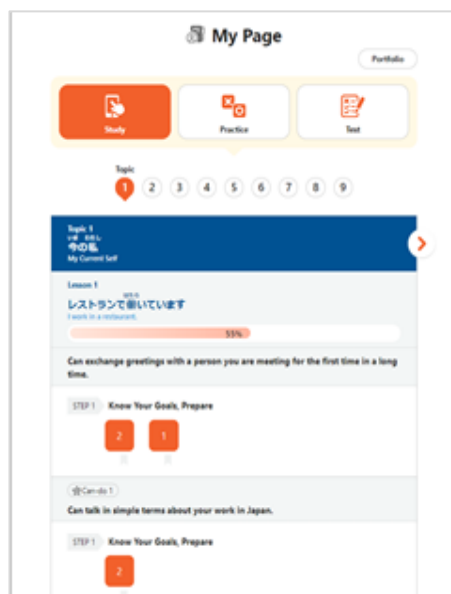 My Page
Portfolio
Study
Practice
Test
Topic
1 2 3 4 5 6 7 8 9
Topic 1
いま わたし
今の私
My Current Self
Lesson 1
はたら
レストランで働いています
I work in a restaurant.
55%
Can exchange greetings with a person you are meeting for the first time in a long
time.
STEP 1 Know Your Goals, Prepare
2 1
Can-do 1
Can talk in simple terms about your work in Japan.
STEP 1 Know Your Goals, Prepare
2